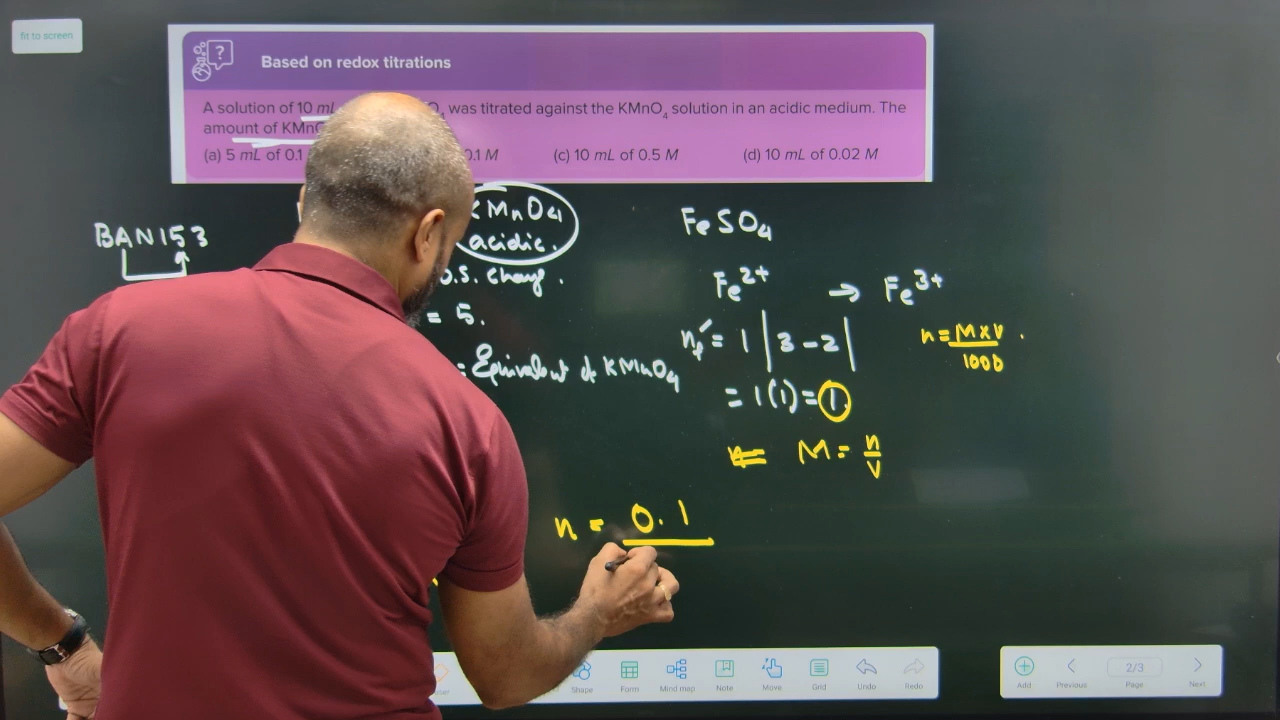 fit to screen
Based on redox titrations
A solution of 10 mL was titrated against the KMnO₄ solution in an acidic medium. The
amount of KMnO
(a) 5 mL of 0.1 0.1 M (c) 10 mL of 0.5 M (d) 10 mL of 0.02 M
BAN153
KMnO₄
acidic.
FeSO₄
O.S. change.
Fe²⁺ → Fe³⁺
= 5.
nf = 1 |3 - 2|
n = M×V / 1000
= Equivalent of KMnO₄
= 1(1) = 1
M = n/V
n = 0.1
Shape Form Mind map Note Move Grid Undo Redo
Add Previous 2/3 Page Next